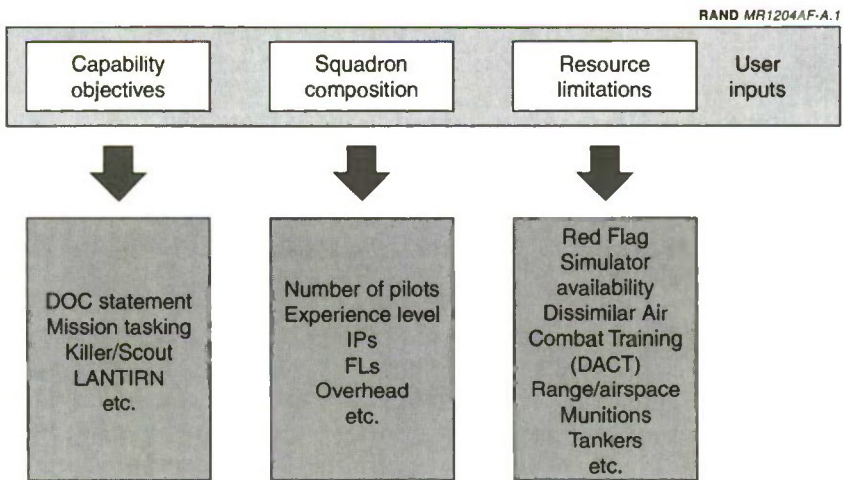 RAND MR1204AF-A.1
Capability
objectives
Squadron
composition
Resource
limitations
User
inputs
DOC statement
Mission tasking
Killer/Scout
LANTIRN
etc.
Number of pilots
Experience level
IPs
FLs
Overhead
etc.
Red Flag
Simulator
availability
Dissimilar Air
Combat Training
(DACT)
Range/airspace
Munitions
Tankers
etc.